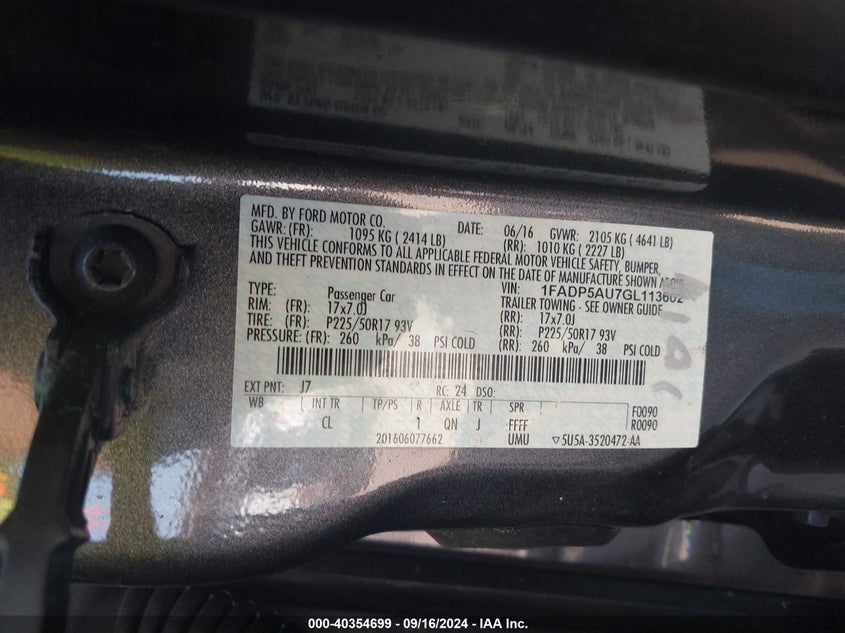 MFD. BY FORD MOTOR CO. DATE: 06/16 GVWR: 2105 KG ( 4641 LB)
GAWR:(FR): 1095 KG ( 2414 LB) (RR): 1010 KG ( 2227 LB)
THIS VEHICLE CONFORMS TO ALL APPLICABLE FEDERAL MOTOR VEHICLE SAFETY, BUMPER,
AND THEFT PREVENTION STANDARDS IN EFFECT ON THE DATE OF MANUFACTURE SHOWN ABOVE.
VIN: 1FADP5AU7GL113602
TYPE: Passenger Car TRAILER TOWING - SEE OWNER GUIDE
RIM: (FR): 17x7.0J (RR): 17x7.0J
TIRE: (FR): P225/50R17 93V (RR): P225/50R17 93V
PRESSURE: (FR): 260 kPa/ 38 PSI COLD (RR): 260 kPa/ 38 PSI COLD
EXT PNT: J7 RC: 24 DSO:
WB INT TR TP/PS R AXLE TR SPR F0090
CL 1 QN J FFFF R0090
201606077662 UMU ▽5U5A-3520472-AA
000-40354699 - 09/16/2024 - IAA Inc.